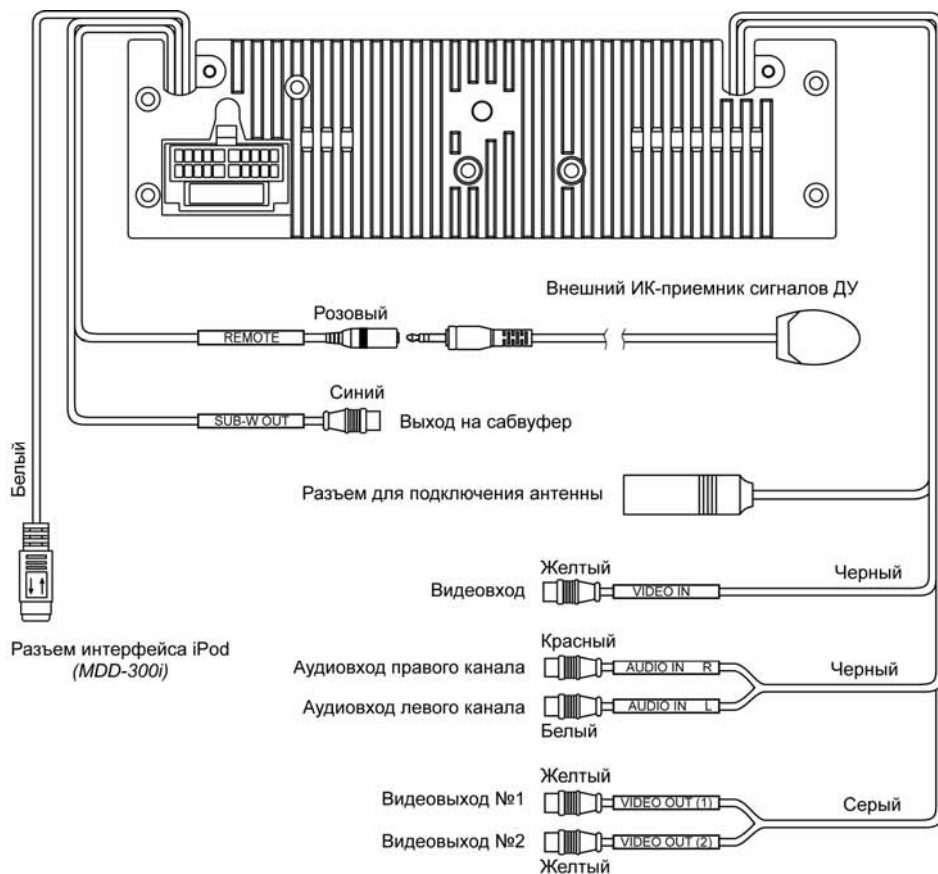 Внешний ИК-приемник сигналов ДУ
Розовый
REMOTE
Синий
SUB-W OUT
Выход на сабвуфер
Белый
Разъем для подключения антенны
Желтый
Черный
Видеовход
VIDEO IN
Разъем интерфейса iPod
(MDD-300i)
Красный
Аудиовход правого канала
AUDIO IN R
Черный
Аудиовход левого канала
AUDIO IN L
Белый
Желтый
Видеовыход №1
VIDEO OUT (1)
Серый
Видеовыход №2
VIDEO OUT (2)
Желтый